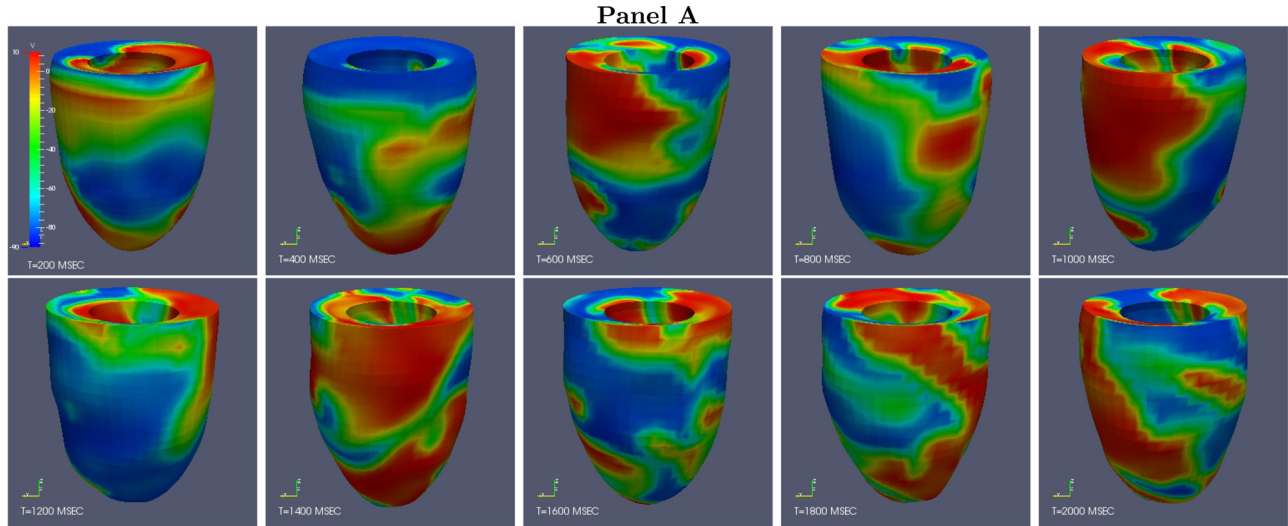 Panel A
V
10
0
-20
-40
-60
-80
-90
T=200 MSEC
T=400 MSEC
T=600 MSEC
T=800 MSEC
T=1000 MSEC
T=1200 MSEC
T=1400 MSEC
T=1600 MSEC
T=1800 MSEC
T=2000 MSEC